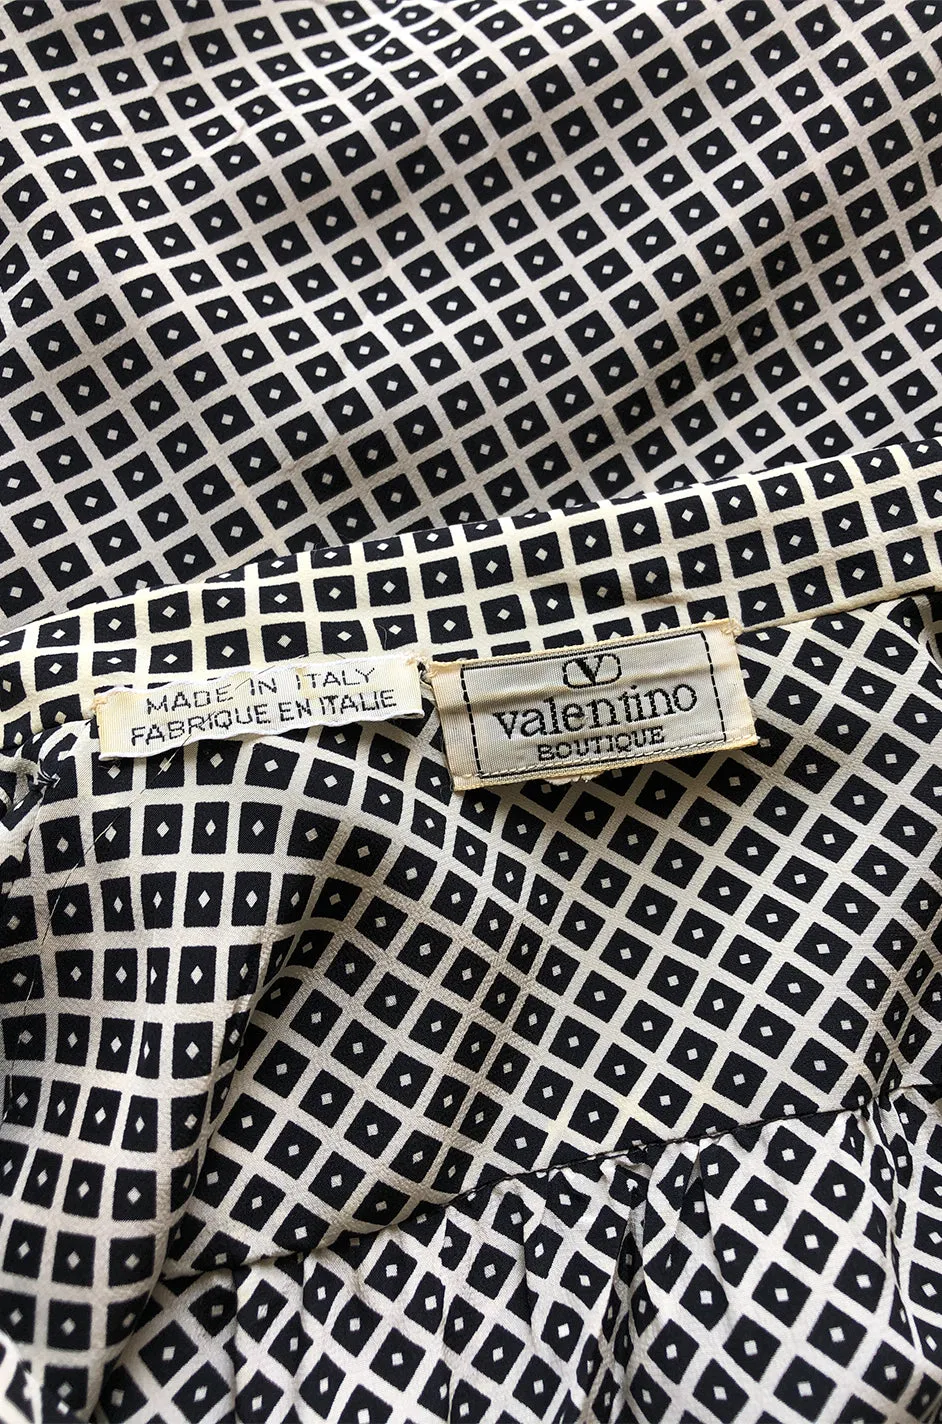 MADE IN ITALY
FABRIQUE EN ITALIE
V
valentino
BOUTIQUE